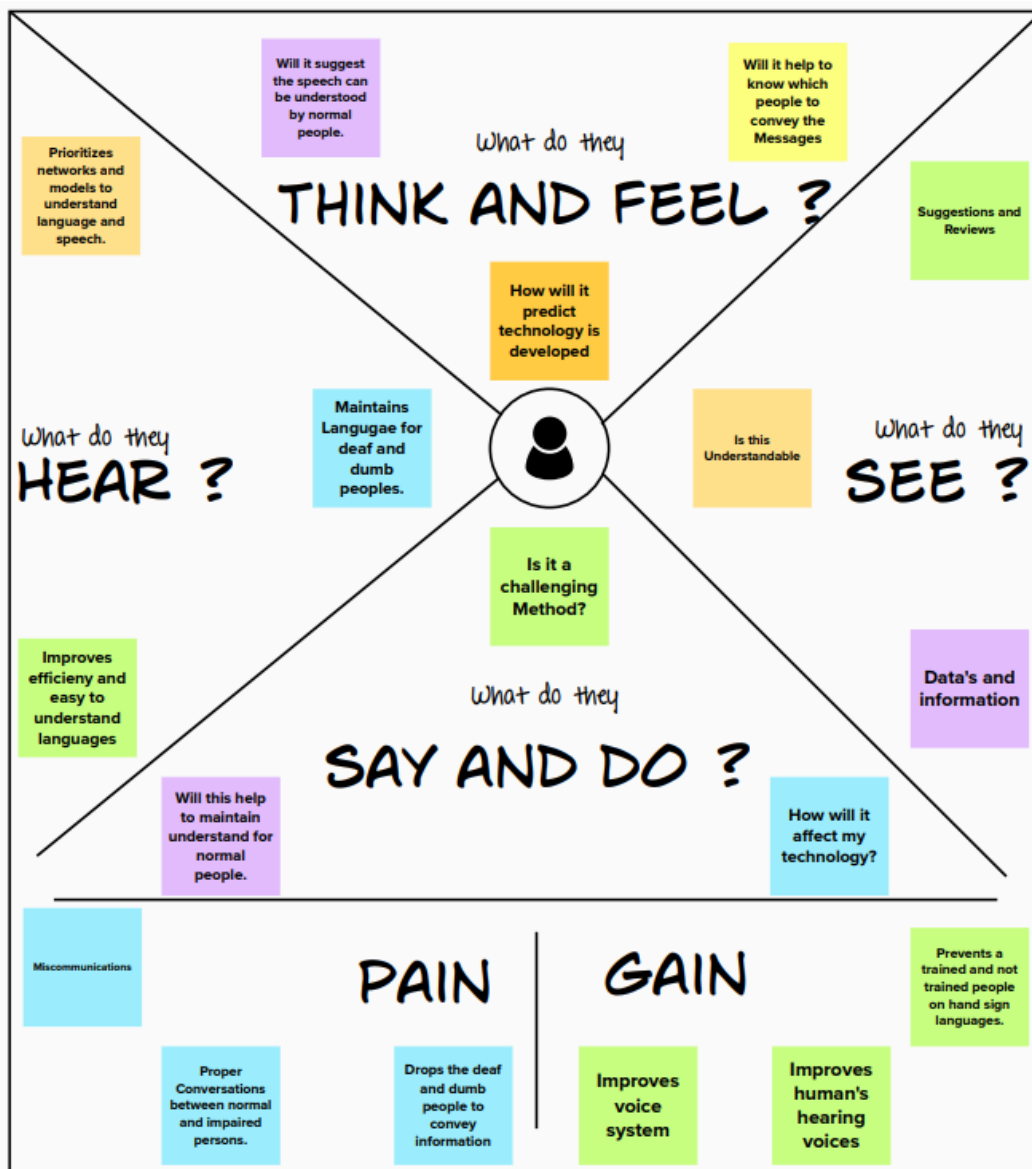 Will it suggest
the speech can
be understood
by normal
people.
Will it help to
know which
people to
convey the
Messages
What do they
THINK AND FEEL ?
Prioritizes
networks and
models to
understand
language and
speech.
Suggestions and
Reviews
How will it
predict
technology is
developed
What do they
HEAR ?
Maintains
Langugae for
deaf and
dumb
peoples.
Is this
Understandable
What do they
SEE ?
Is it a
challenging
Method?
Improves
efficieny and
easy to
understand
languages
Data's and
information
What do they
SAY AND DO ?
Will this help
to maintain
understand for
normal
people.
How will it
affect my
technology?
Miscommunications
PAIN
GAIN
Prevents a
trained and not
trained people
on hand sign
languages.
Proper
Conversations
between normal
and impaired
persons.
Drops the deaf
and dumb
people to
convey
information
Improves
voice
system
Improves
human's
hearing
voices